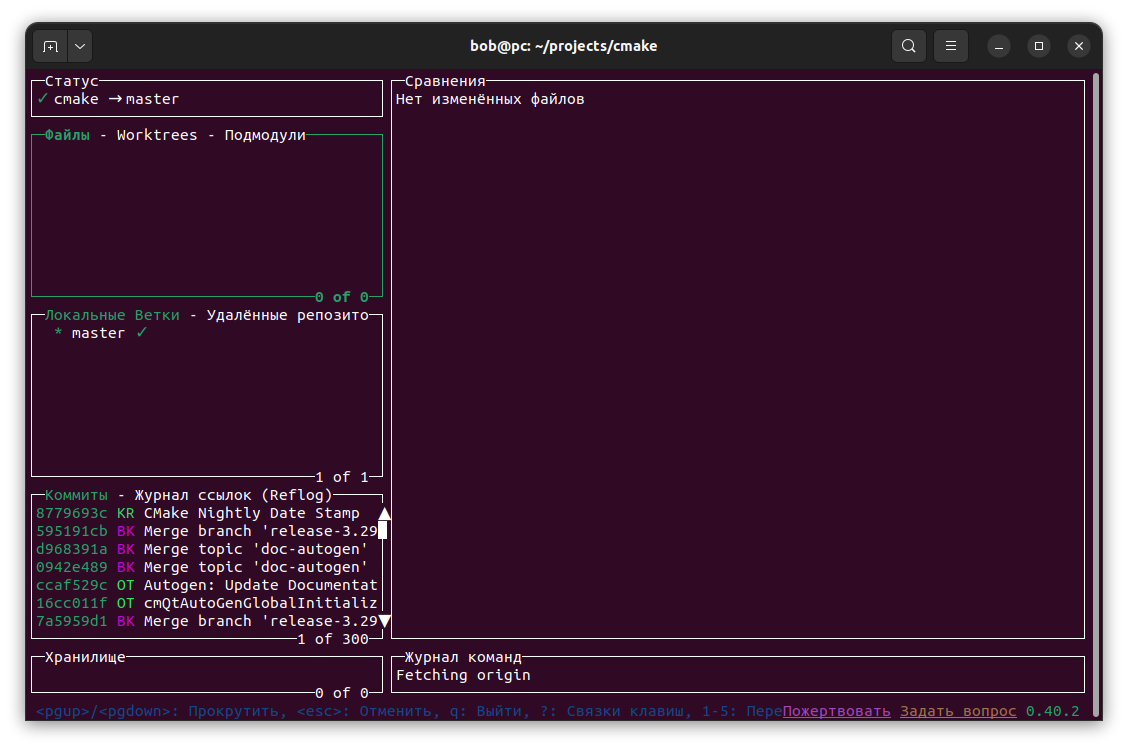 bob@pc: ~/projects/cmake
Статус
✓ cmake → master
Файлы - Worktrees - Подмодули
0 of 0
Локальные Ветки - Удалённые репозито
* master ✓
1 of 1
Коммиты - Журнал ссылок (Reflog)
8779693c KR CMake Nightly Date Stamp
595191cb BK Merge branch 'release-3.29
d968391a BK Merge topic 'doc-autogen'
0942e489 BK Merge topic 'doc-autogen'
ccaf529c OT Autogen: Update Documentat
16cc011f OT cmQtAutoGenGlobalInitializ
7a5959d1 BK Merge branch 'release-3.29
1 of 300
Хранилище
0 of 0
Сравнения
Нет изменённых файлов
Журнал команд
Fetching origin
<pgup>/<pgdown>: Прокрутить, <esc>: Отменить, q: Выйти, ?: Связки клавиш, 1-5: ПереПожертвовать Задать вопрос 0.40.2